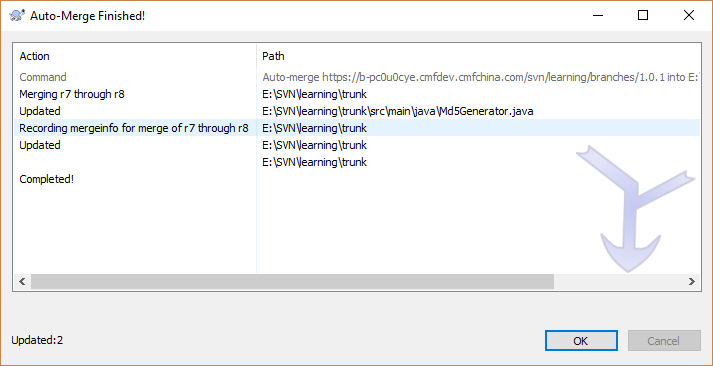 Auto-Merge Finished!
Action Path
Command Auto-merge https://b-pc0u0cye.cmfdev.cmfchina.com/svn/learning/branches/1.0.1 into E:
Merging r7 through r8 E:\SVN\learning\trunk
Updated E:\SVN\learning\trunk\src\main\java\Md5Generator.java
Recording mergeinfo for merge of r7 through r8 E:\SVN\learning\trunk
Updated E:\SVN\learning\trunk
E:\SVN\learning\trunk
Completed!
Updated:2 OK Cancel